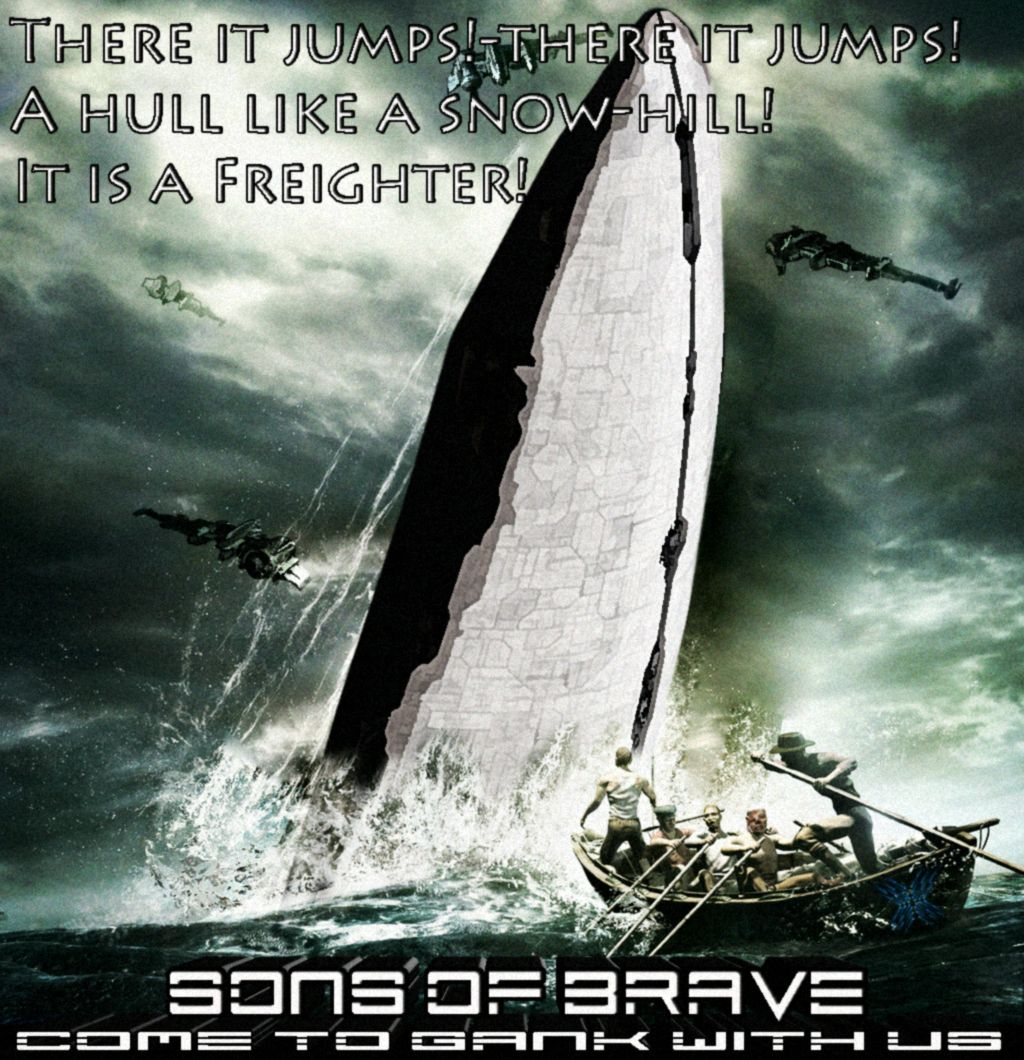 There it jumps!-there it jumps!
A hull like a snow-hill!
It is a Freighter!
SONS OF BRAVE
COME TO GANK WITH US